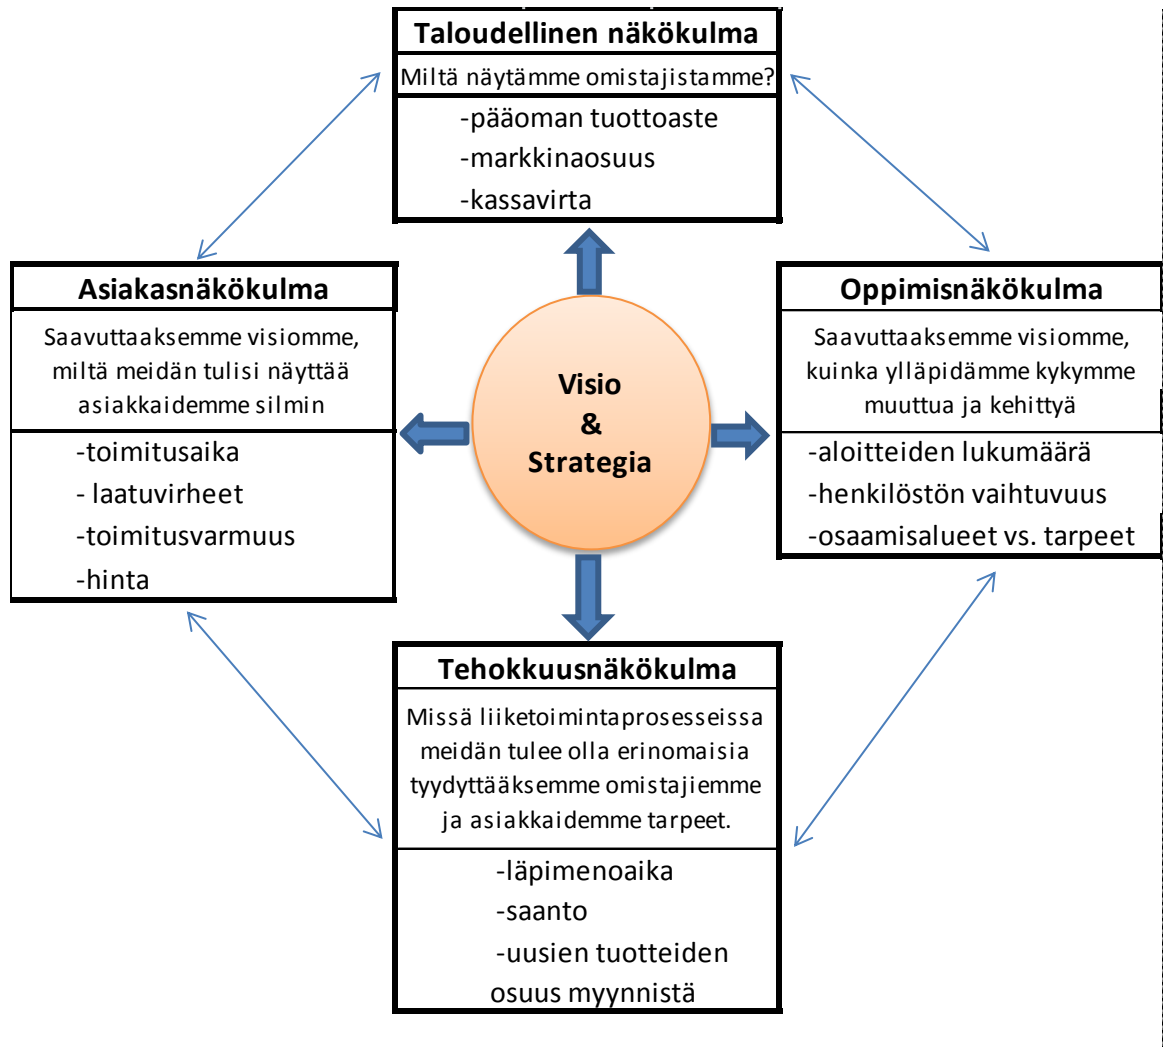 Taloudellinen näkökulma
Miltä näytämme omistajistamme?
-pääoman tuottoaste
-markkinaosuus
-kassavirta
Asiakasnäkökulma
Saavuttaaksemme visiomme,
miltä meidän tulisi näyttää
asiakkaidemme silmin
-toimitusaika
- laatuvirheet
-toimitusvarmuus
-hinta
Visio
&
Strategia
Oppimisnäkökulma
Saavuttaaksemme visiomme,
kuinka ylläpidämme kykymme
muuttua ja kehittyä
-aloitteiden lukumäärä
-henkilöstön vaihtuvuus
-osaamisalueet vs. tarpeet
Tehokkuusnäkökulma
Missä liiketoimintaprosesseissa
meidän tulee olla erinomaisia
tyydyttääksemme omistajiemme
ja asiakkaidemme tarpeet.
-läpimenoaika
-saanto
-uusien tuotteiden
osuus myynnistä